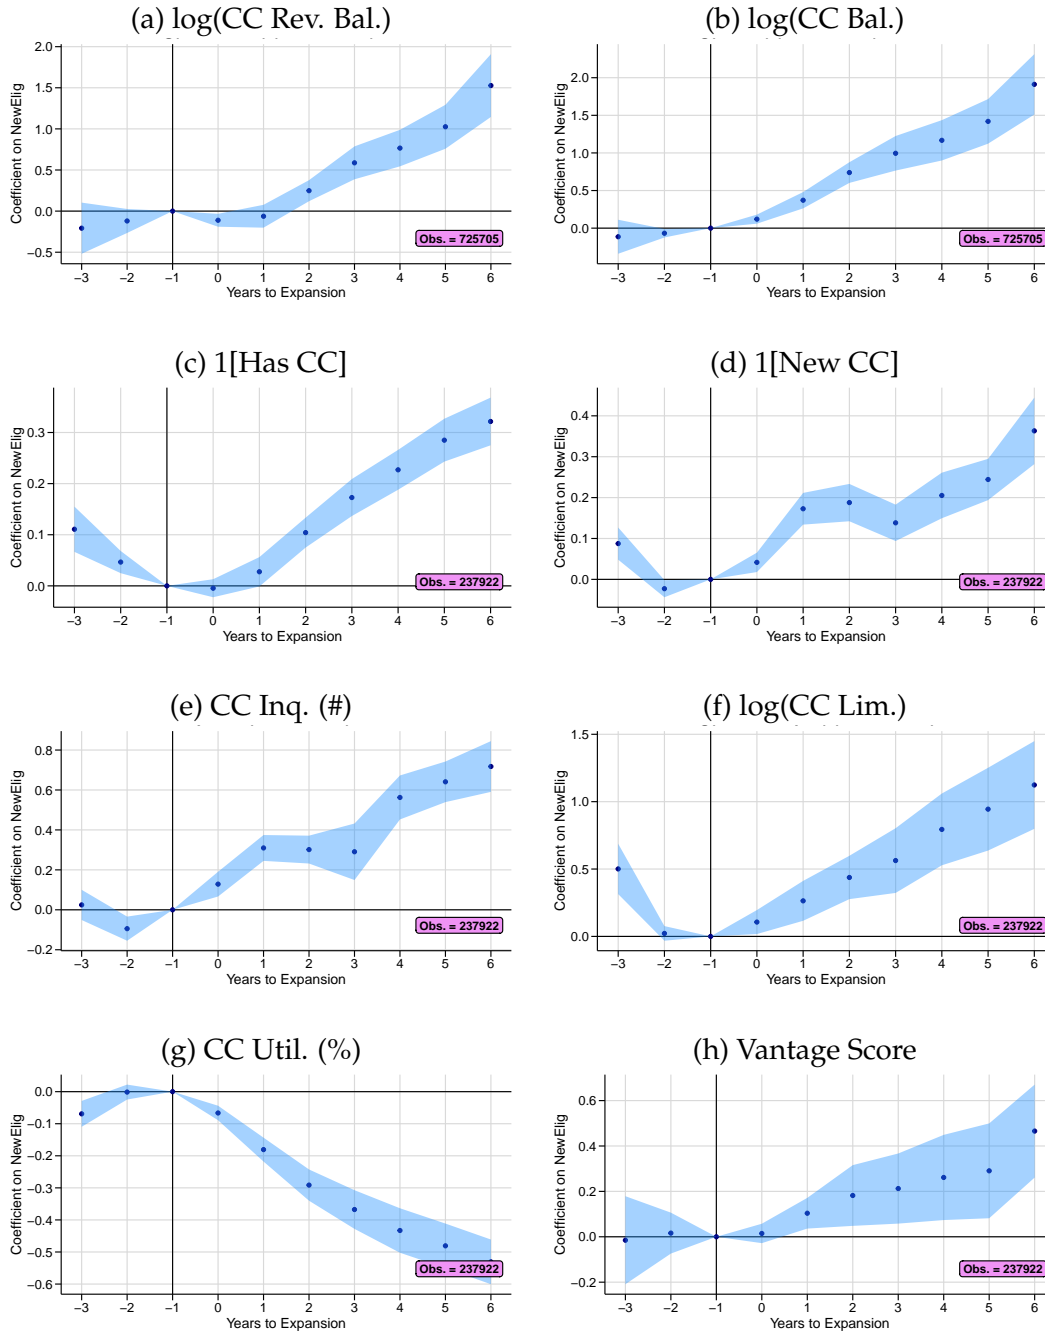 (a) log(CC Rev. Bal.)
Coefficient on NewElig
2.0
1.5
1.0
0.5
0.0
−0.5
Obs. = 725705
−3 −2 −1 0 1 2 3 4 5 6
Years to Expansion
(b) log(CC Bal.)
Coefficient on NewElig
2.0
1.5
1.0
0.5
0.0
Obs. = 725705
−3 −2 −1 0 1 2 3 4 5 6
Years to Expansion
(c) 1[Has CC]
Coefficient on NewElig
0.3
0.2
0.1
0.0
Obs. = 237922
−3 −2 −1 0 1 2 3 4 5 6
Years to Expansion
(d) 1[New CC]
Coefficient on NewElig
0.4
0.3
0.2
0.1
0.0
Obs. = 237922
−3 −2 −1 0 1 2 3 4 5 6
Years to Expansion
(e) CC Inq. (#)
Coefficient on NewElig
0.8
0.6
0.4
0.2
0.0
−0.2
Obs. = 237922
−3 −2 −1 0 1 2 3 4 5 6
Years to Expansion
(f) log(CC Lim.)
Coefficient on NewElig
1.5
1.0
0.5
0.0
Obs. = 237922
−3 −2 −1 0 1 2 3 4 5 6
Years to Expansion
(g) CC Util. (%)
Coefficient on NewElig
0.0
−0.1
−0.2
−0.3
−0.4
−0.5
−0.6
Obs. = 237922
−3 −2 −1 0 1 2 3 4 5 6
Years to Expansion
(h) Vantage Score
Coefficient on NewElig
0.6
0.4
0.2
0.0
−0.2
Obs. = 237922
−3 −2 −1 0 1 2 3 4 5 6
Years to Expansion